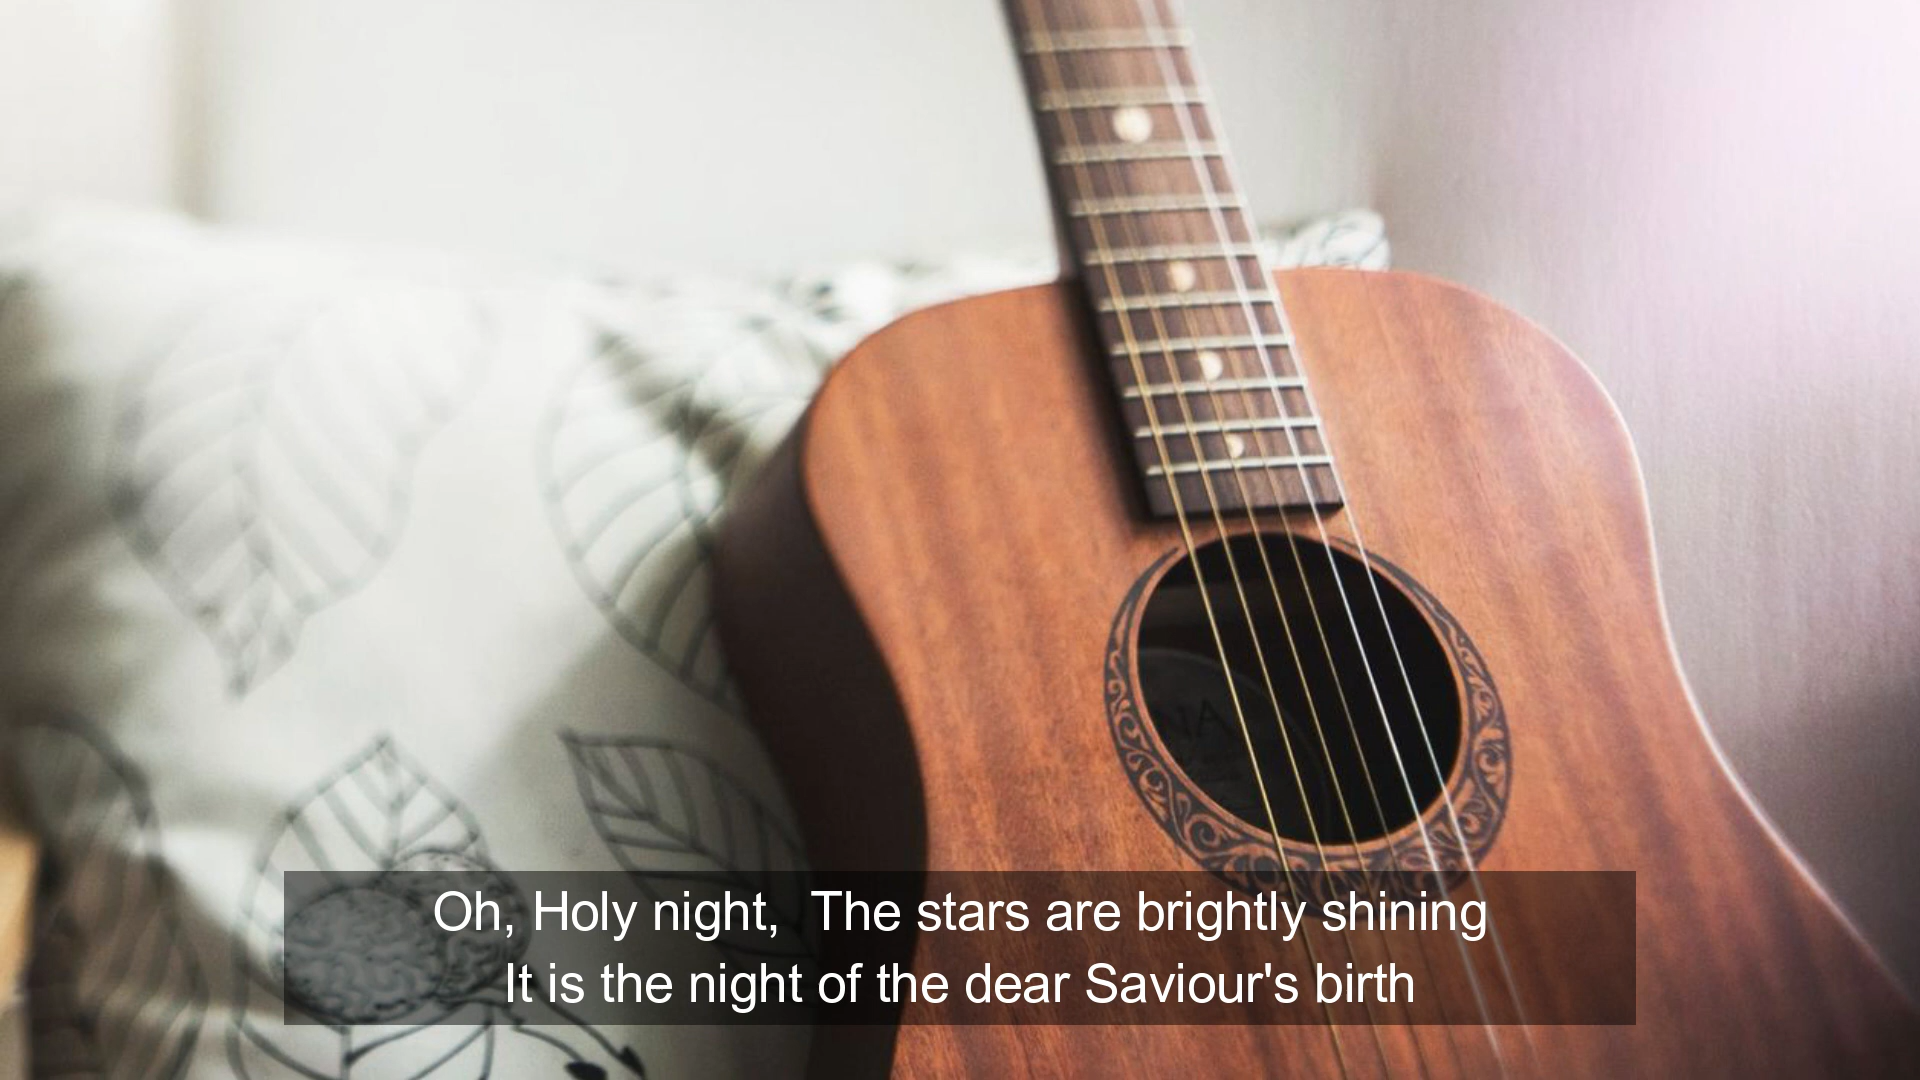 Oh, Holy night,  The stars are brightly shining
It is the night of the dear Saviour's birth